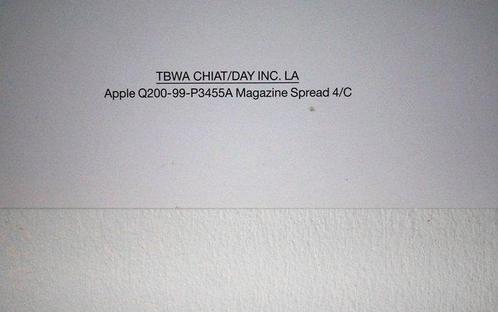 TBWA CHIAT/DAY INC. LA
Apple Q200-99-P3455A Magazine Spread 4/C